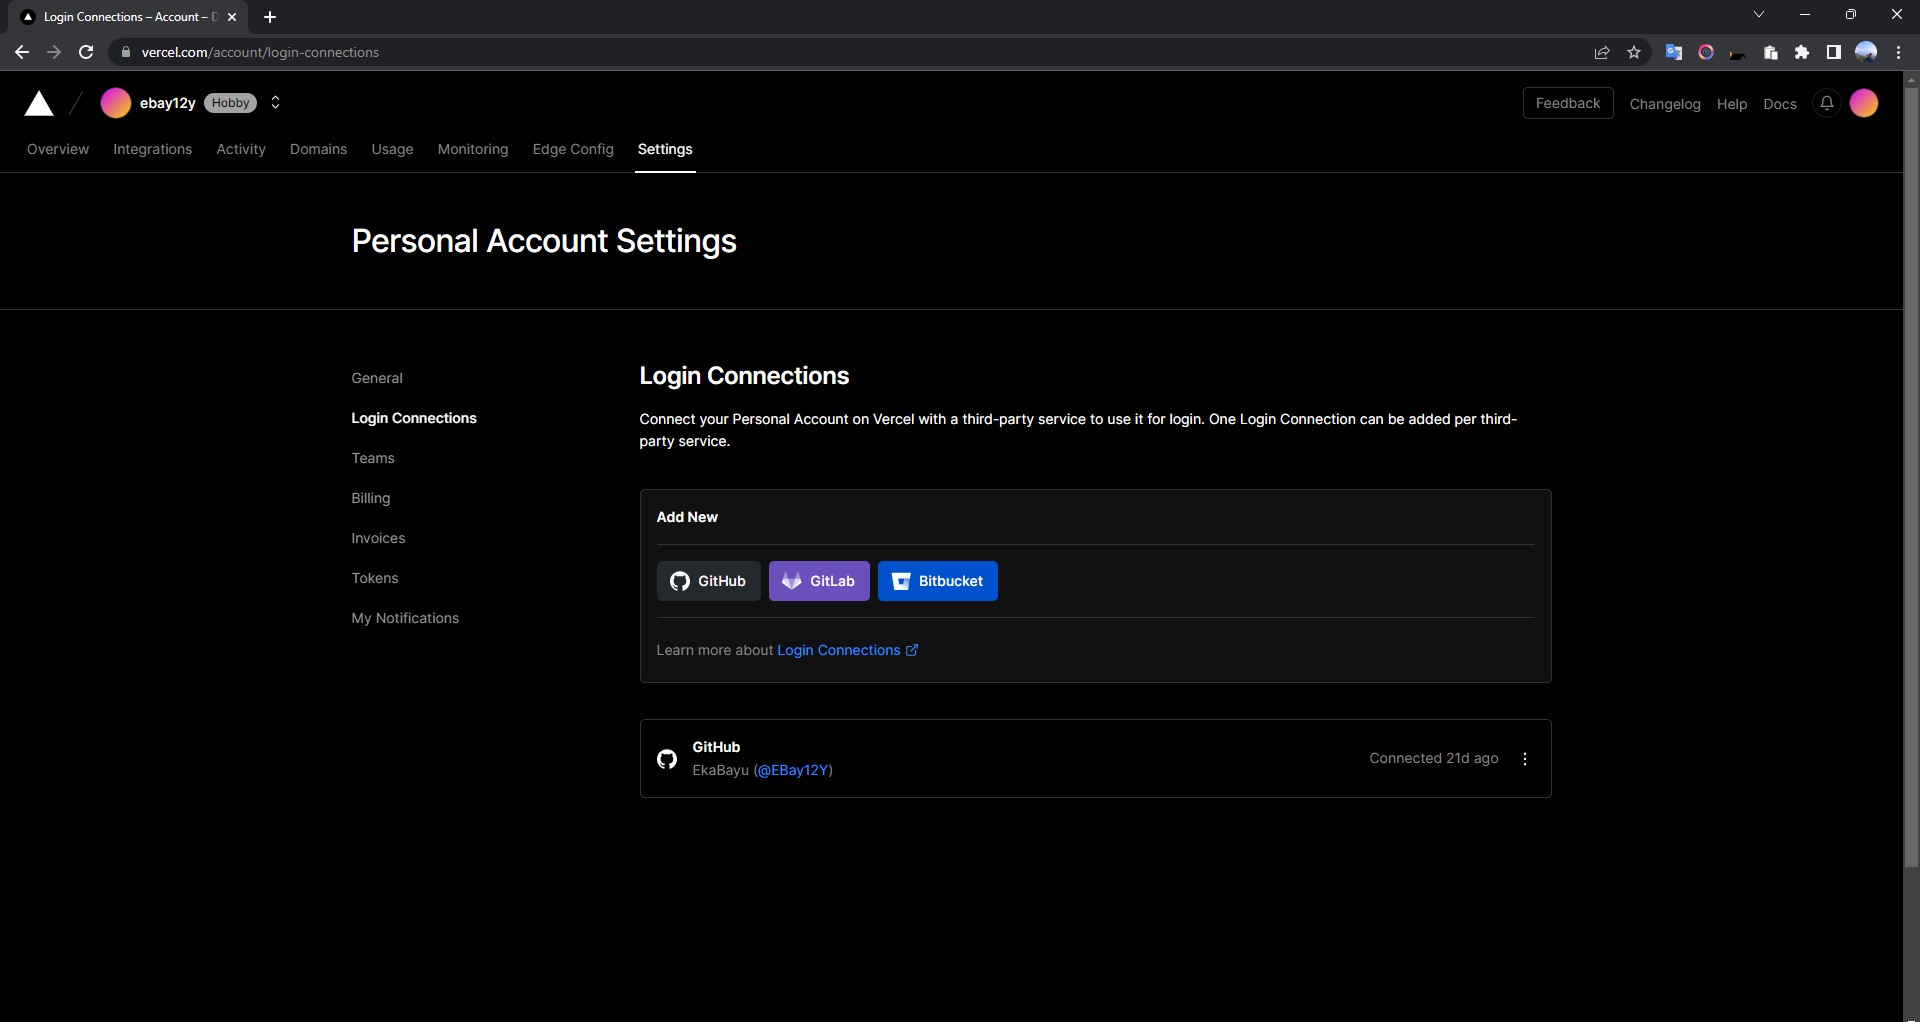 Login Connections – Account – D
vercel.com/account/login-connections
ebay12y Hobby
Feedback Changelog Help Docs
Overview Integrations Activity Domains Usage Monitoring Edge Config Settings
Personal Account Settings
General
Login Connections
Teams
Billing
Invoices
Tokens
My Notifications
Login Connections
Connect your Personal Account on Vercel with a third-party service to use it for login. One Login Connection can be added per third-
party service.
Add New
GitHub GitLab Bitbucket
Learn more about Login Connections
GitHub
EkaBayu (@EBay12Y)
Connected 21d ago